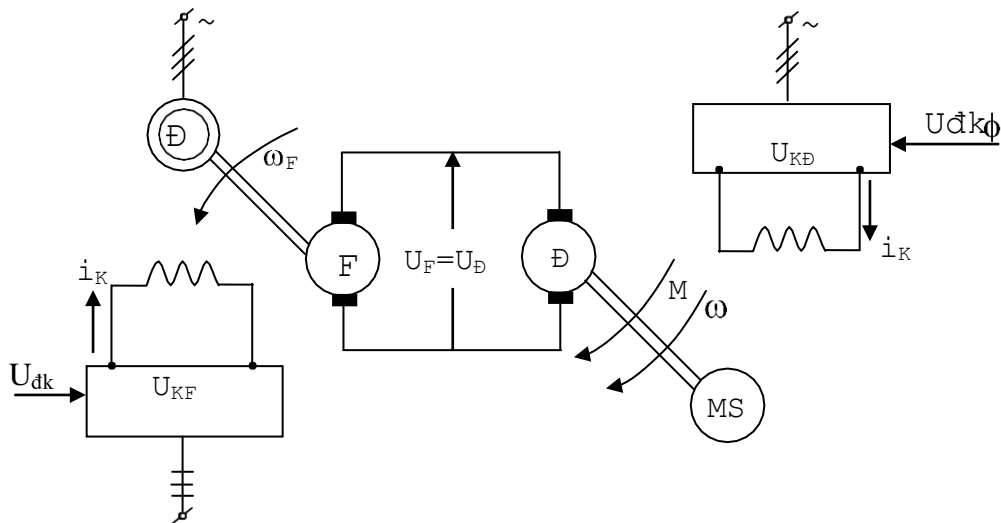 ~
~
Đ
ω_F
U_KĐ
Uđkφ
i_K
F
U_F=U_Đ
Đ
M
ω
i_K
U_đk
U_KF
MS